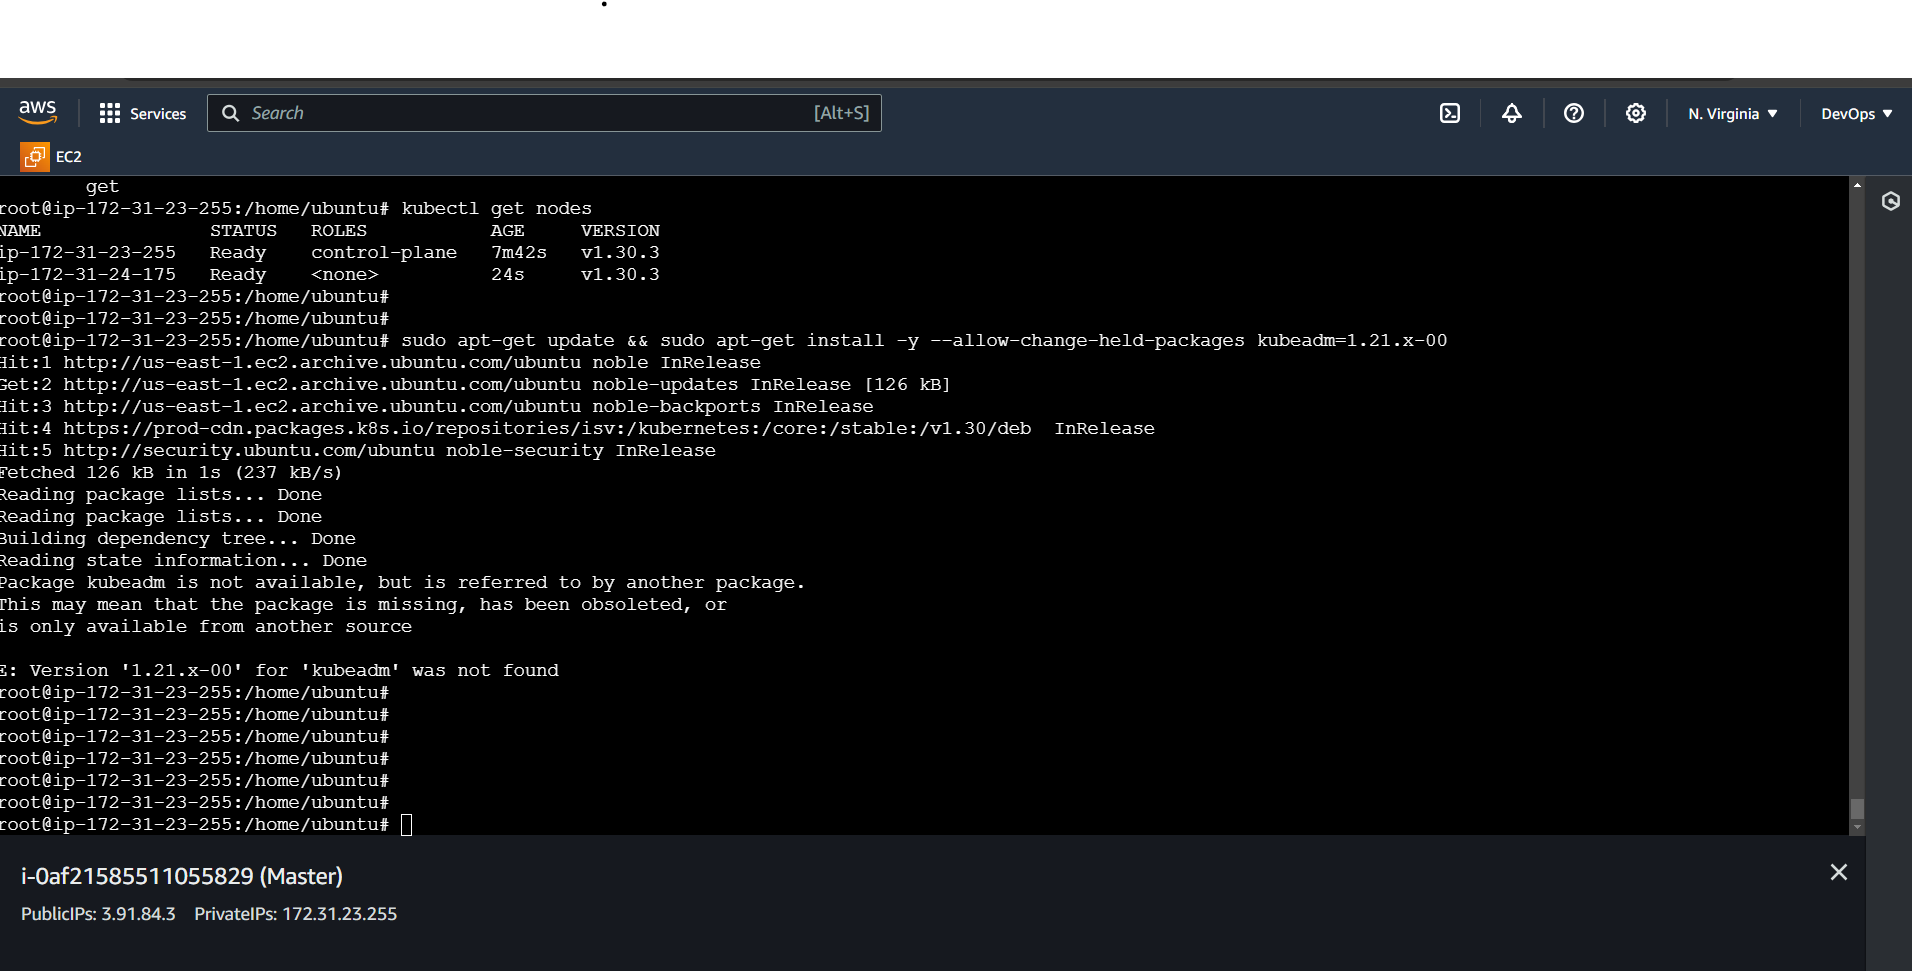 aws
Services
Search
[Alt+S]
N. Virginia
DevOps
EC2
get
root@ip-172-31-23-255:/home/ubuntu# kubectl get nodes
NAME STATUS ROLES AGE VERSION
ip-172-31-23-255 Ready control-plane 7m42s v1.30.3
ip-172-31-24-175 Ready <none> 24s v1.30.3
root@ip-172-31-23-255:/home/ubuntu#
root@ip-172-31-23-255:/home/ubuntu#
root@ip-172-31-23-255:/home/ubuntu# sudo apt-get update && sudo apt-get install -y --allow-change-held-packages kubeadm=1.21.x-00
Hit:1 http://us-east-1.ec2.archive.ubuntu.com/ubuntu noble InRelease
Get:2 http://us-east-1.ec2.archive.ubuntu.com/ubuntu noble-updates InRelease [126 kB]
Hit:3 http://us-east-1.ec2.archive.ubuntu.com/ubuntu noble-backports InRelease
Hit:4 https://prod-cdn.packages.k8s.io/repositories/isv:/kubernetes:/core:/stable:/v1.30/deb InRelease
Hit:5 http://security.ubuntu.com/ubuntu noble-security InRelease
Fetched 126 kB in 1s (237 kB/s)
Reading package lists... Done
Reading package lists... Done
Building dependency tree... Done
Reading state information... Done
Package kubeadm is not available, but is referred to by another package.
This may mean that the package is missing, has been obsoleted, or
is only available from another source
E: Version '1.21.x-00' for 'kubeadm' was not found
root@ip-172-31-23-255:/home/ubuntu#
root@ip-172-31-23-255:/home/ubuntu#
root@ip-172-31-23-255:/home/ubuntu#
root@ip-172-31-23-255:/home/ubuntu#
root@ip-172-31-23-255:/home/ubuntu#
root@ip-172-31-23-255:/home/ubuntu#
root@ip-172-31-23-255:/home/ubuntu#
i-0af21585511055829 (Master)
PublicIPs: 3.91.84.3 PrivateIPs: 172.31.23.255